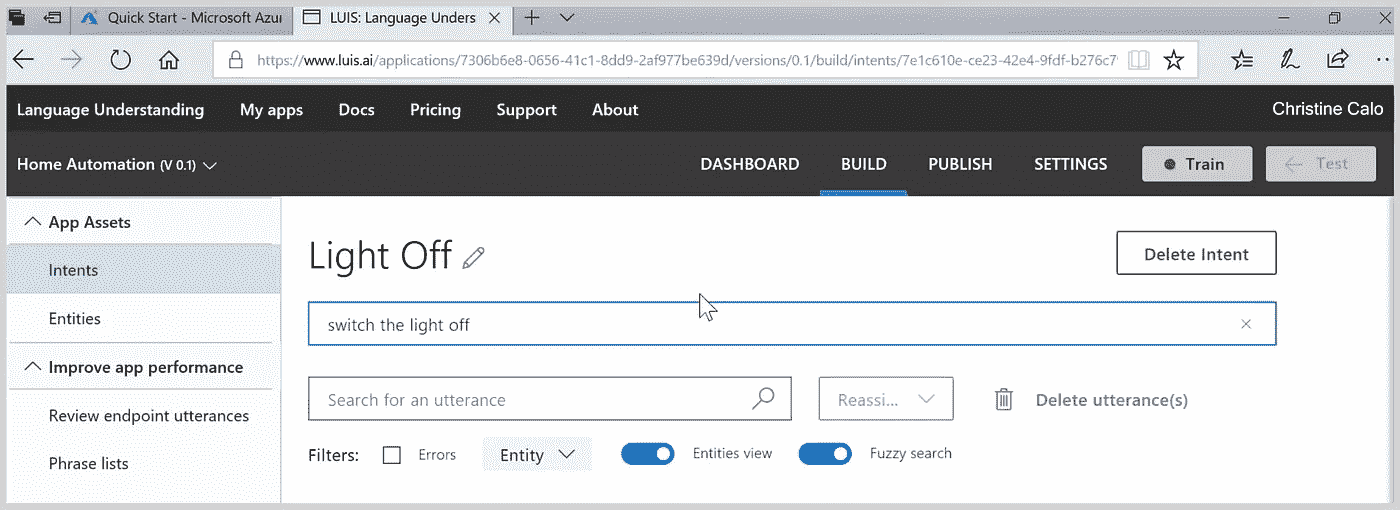 Quick Start - Microsoft Azur
LUIS: Language Unders
https://www.luis.ai/applications/7306b6e8-0656-41c1-8dd9-2af977be639d/versions/0.1/build/intents/7e1c610e-ce23-42e4-9fdf-b276c7
Language Understanding My apps Docs Pricing Support About Christine Calo
Home Automation (V 0.1) DASHBOARD BUILD PUBLISH SETTINGS Train Test
App Assets
Intents
Entities
Improve app performance
Review endpoint utterances
Phrase lists
Light Off
Delete Intent
switch the light off
Search for an utterance
Reassi...
Delete utterance(s)
Filters: Errors Entity Entities view Fuzzy search